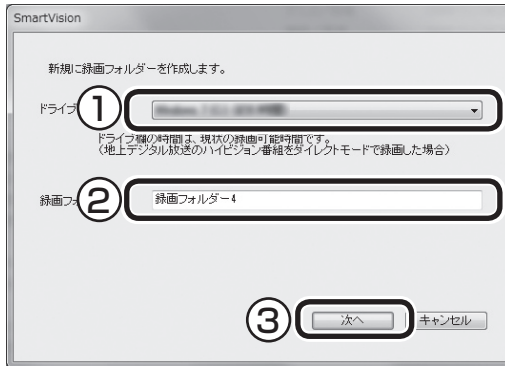 SmartVision
新規に録画フォルダーを作成します。
ドライブ
①
ドライブ欄の時間は、現状の録画可能時間です。
(地上デジタル放送のハイビジョン番組をダイレクトモードで録画した場合)
録画フォ
②
録画フォルダー4
③
次へ
キャンセル